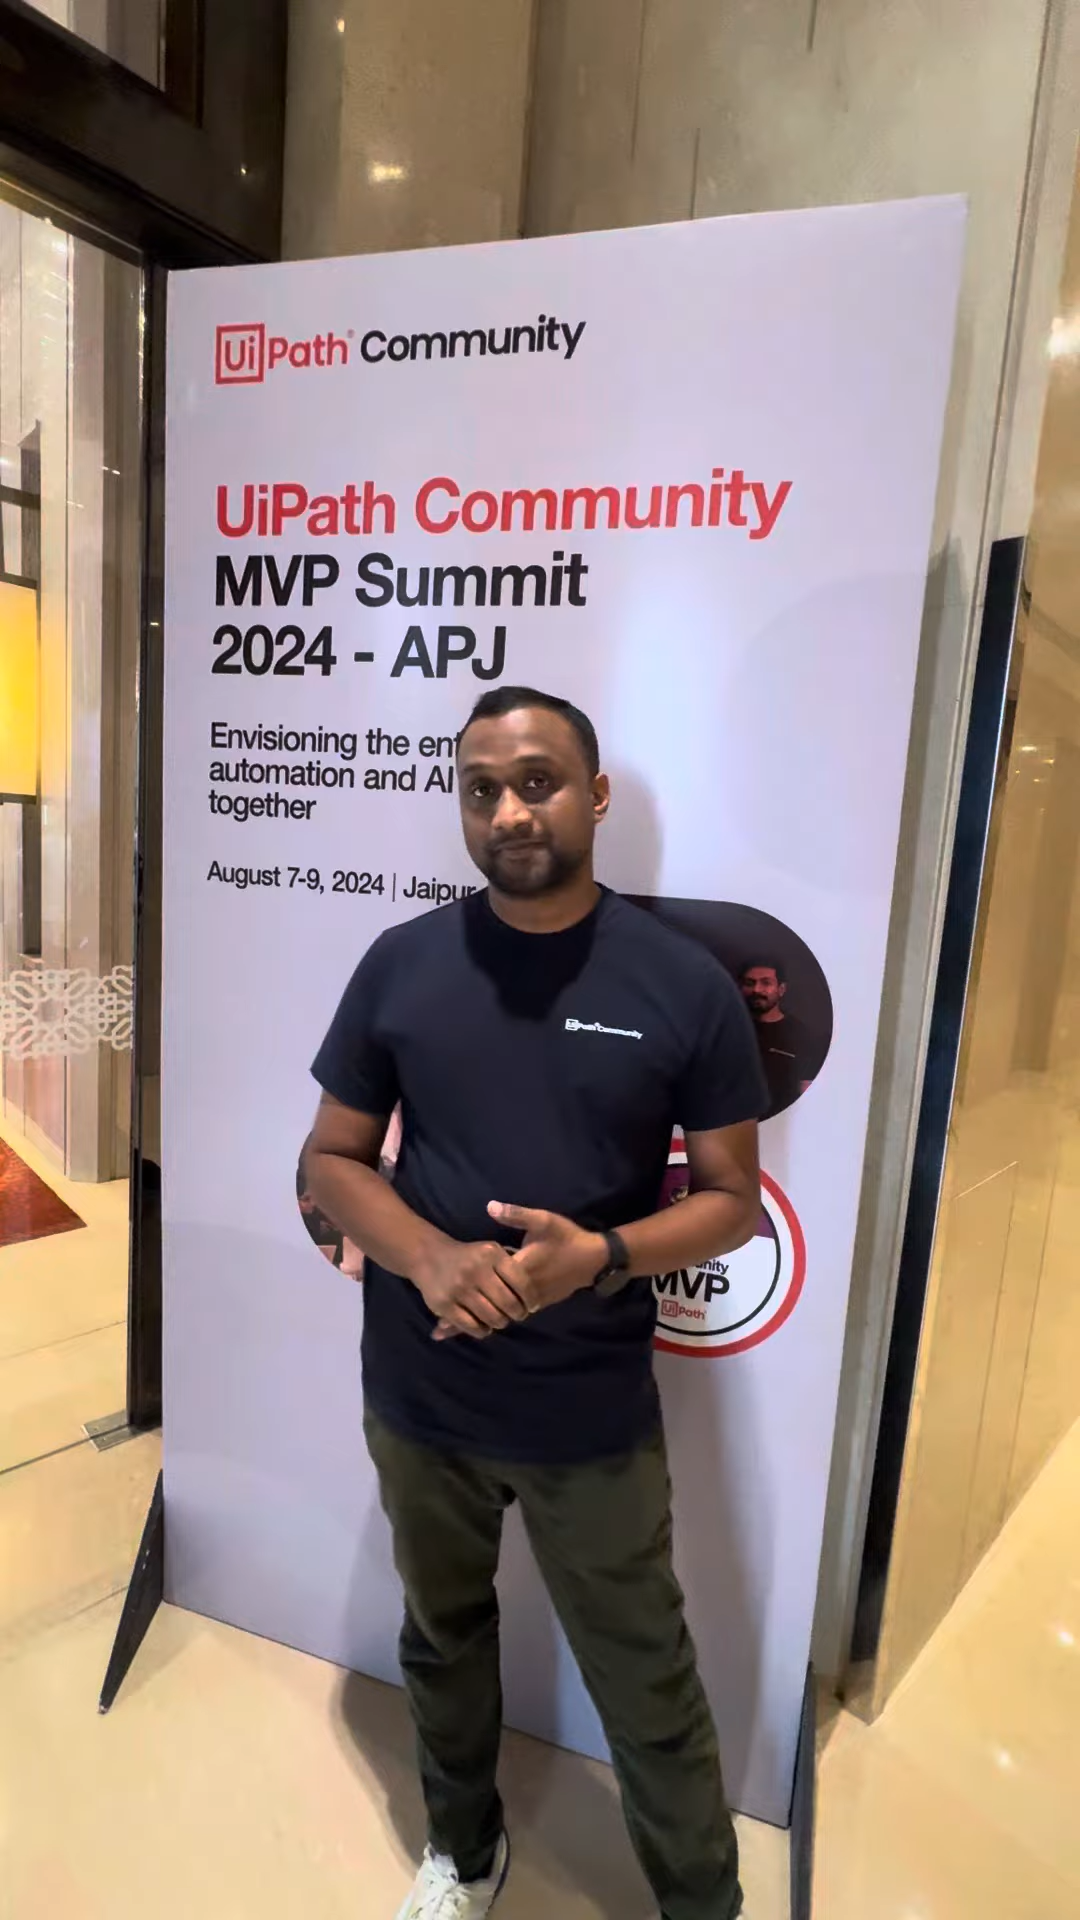 UiPath Community
UiPath Community
MVP Summit
2024 - APJ
Envisioning the
automation and AI
together
August 7-9, 2024 | Jaipur
UiPath Community
MVP
UiPath